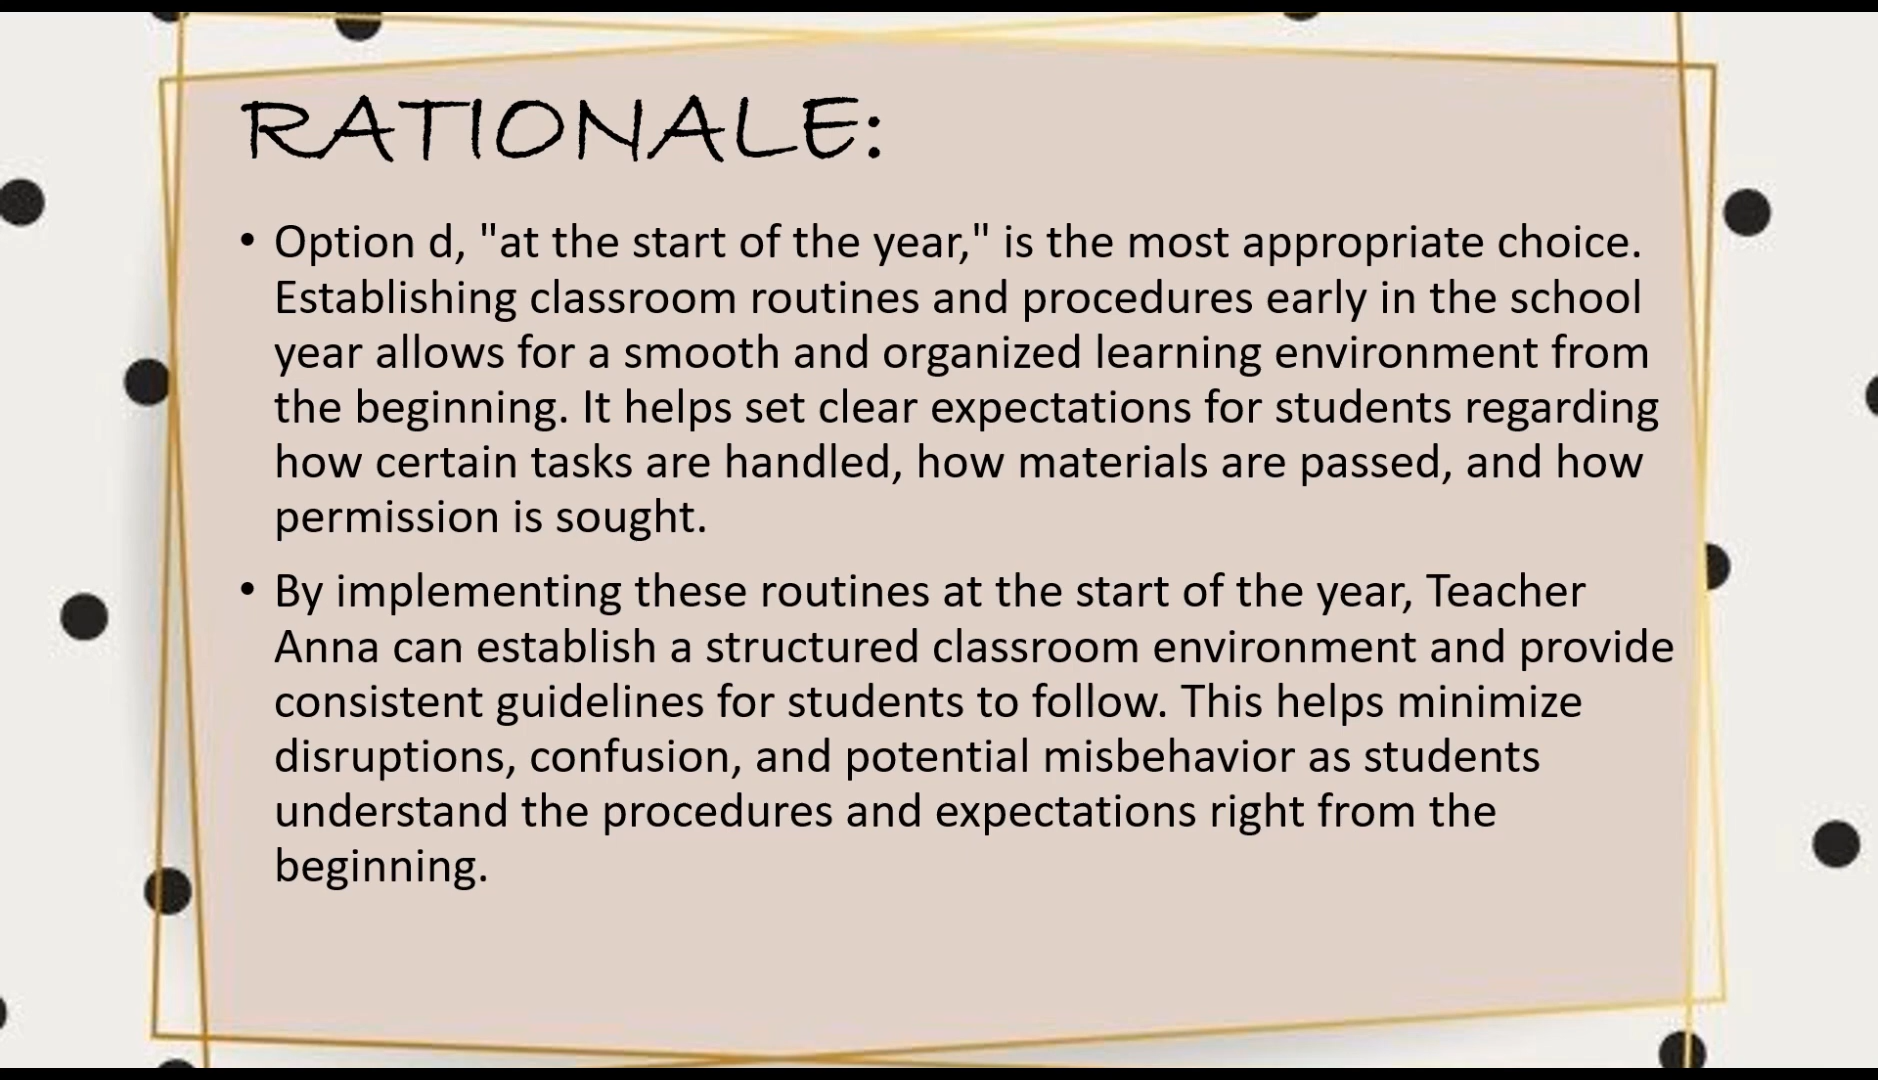 RATIONALE:
• Option d, "at the start of the year," is the most appropriate choice.
Establishing classroom routines and procedures early in the school
year allows for a smooth and organized learning environment from
the beginning. It helps set clear expectations for students regarding
how certain tasks are handled, how materials are passed, and how
permission is sought.
• By implementing these routines at the start of the year, Teacher
Anna can establish a structured classroom environment and provide
consistent guidelines for students to follow. This helps minimize
disruptions, confusion, and potential misbehavior as students
understand the procedures and expectations right from the
beginning.